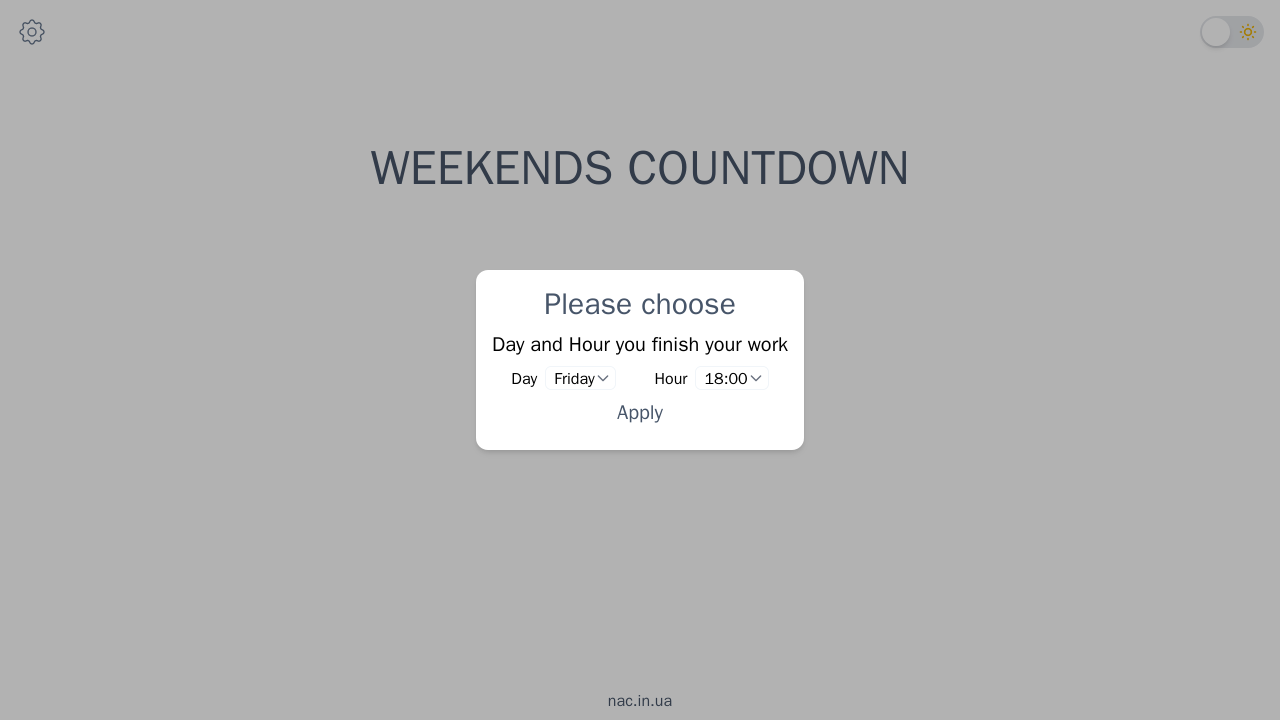 WEEKENDS COUNTDOWN
Please choose
Day and Hour you finish your work
Day Friday Hour 18:00
Apply
nac.in.ua